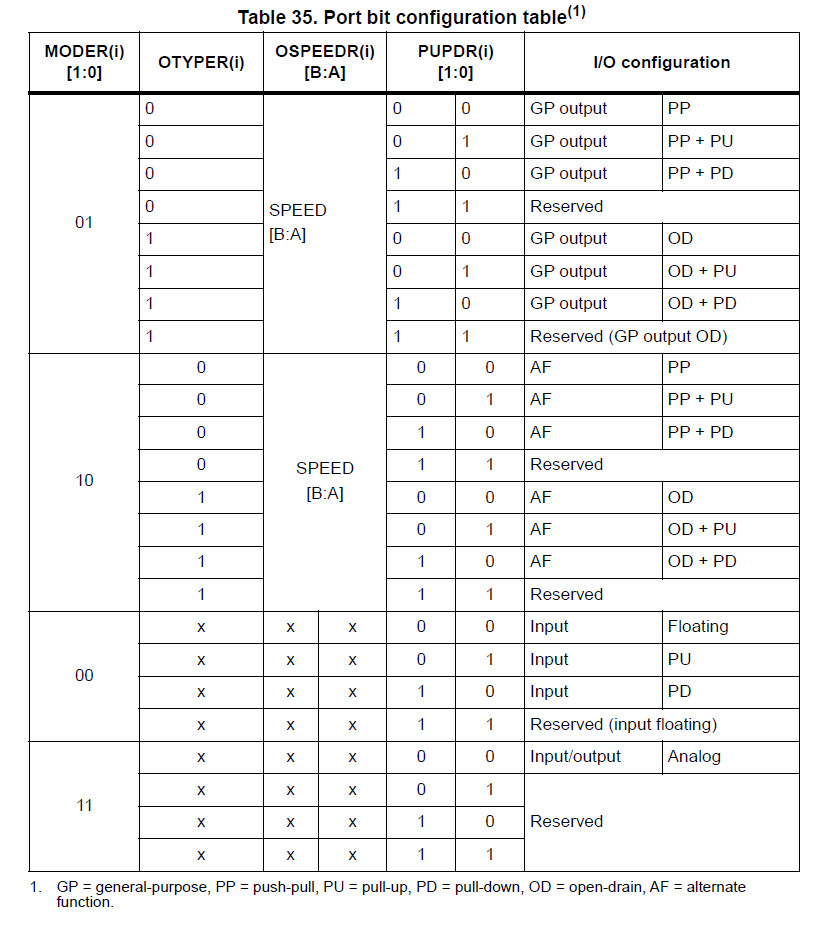 Table 35. Port bit configuration table(1)
MODER(i) [1:0] OTYPER(i) OSPEEDR(i) [B:A] PUPDR(i) [1:0] I/O configuration
01 SPEED [B:A]
0 0 0 GP output PP
0 0 1 GP output PP + PU
0 1 0 GP output PP + PD
0 1 1 Reserved
1 0 0 GP output OD
1 0 1 GP output OD + PU
1 1 0 GP output OD + PD
1 1 1 Reserved (GP output OD)
10 SPEED [B:A]
0 0 0 AF PP
0 0 1 AF PP + PU
0 1 0 AF PP + PD
0 1 1 Reserved
1 0 0 AF OD
1 0 1 AF OD + PU
1 1 0 AF OD + PD
1 1 1 Reserved
00
x x x 0 0 Input Floating
x x x 0 1 Input PU
x x x 1 0 Input PD
x x x 1 1 Reserved (input floating)
11
x x x 0 0 Input/output Analog
x x x 0 1
x x x 1 0 Reserved
x x x 1 1
1. GP = general-purpose, PP = push-pull, PU = pull-up, PD = pull-down, OD = open-drain, AF = alternate
function.